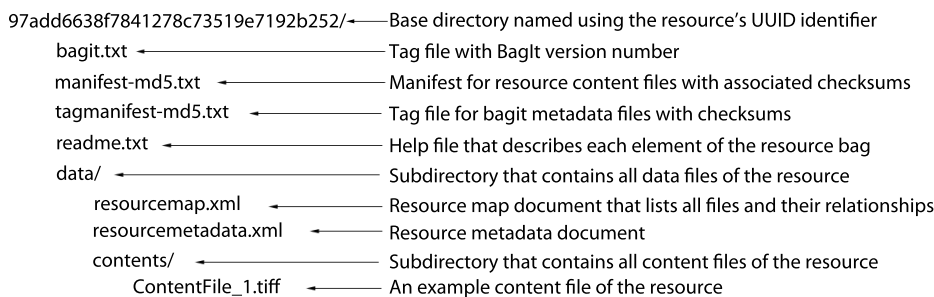 97add6638f7841278c73519e7192b252/ Base directory named using the resource’s UUID identifier
bagit.txt Tag file with BagIt version number
manifest-md5.txt Manifest for resource content files with associated checksums
tagmanifest-md5.txt Tag file for bagit metadata files with checksums
readme.txt Help file that describes each element of the resource bag
data/ Subdirectory that contains all data files of the resource
resourcemap.xml Resource map document that lists all files and their relationships
resourcemetadata.xml Resource metadata document
contents/ Subdirectory that contains all content files of the resource
ContentFile_1.tiff An example content file of the resource